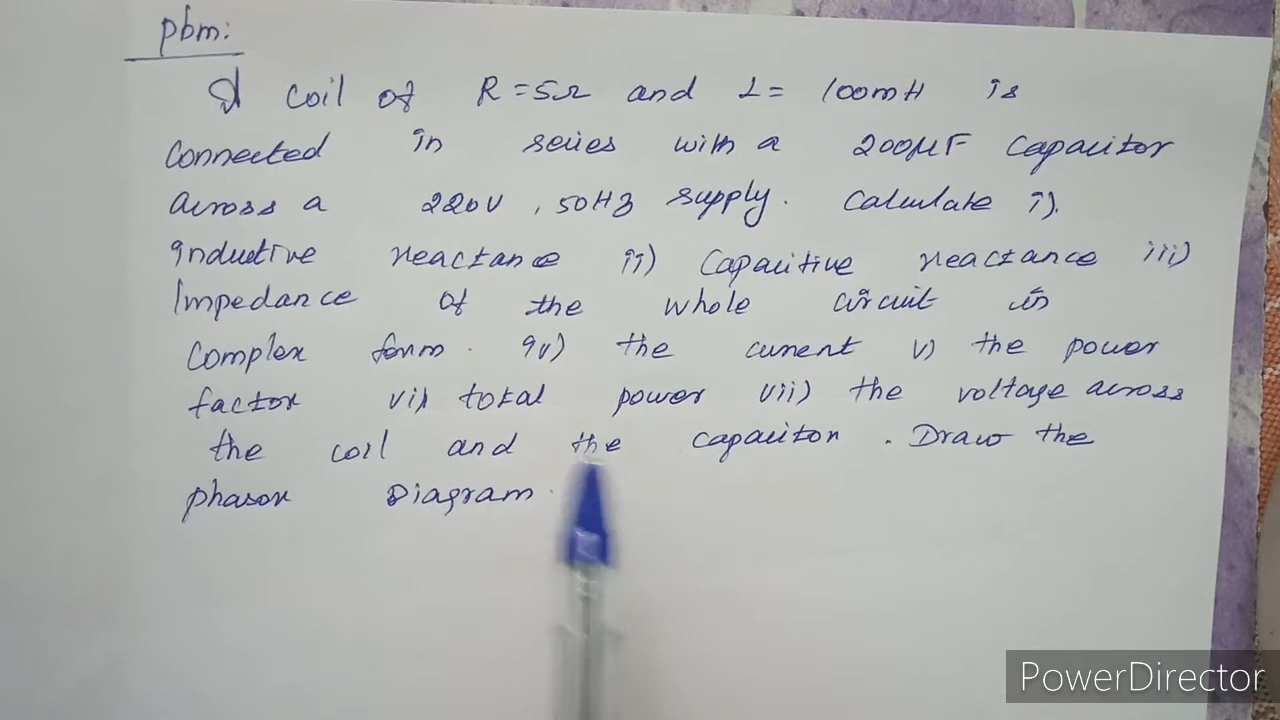 pbm:
A coil of R=5Ω and L= 100mH is
connected in series with a 200μF capacitor
across a 220V, 50Hz supply. Calculate i).
Inductive reactance ii) Capacitive reactance iii)
Impedance of the whole circuit in
complex form. iv) the current v) the power
factor vi) total power vii) the voltage across
the coil and the capacitor. Draw the
phasor Diagram.
PowerDirector